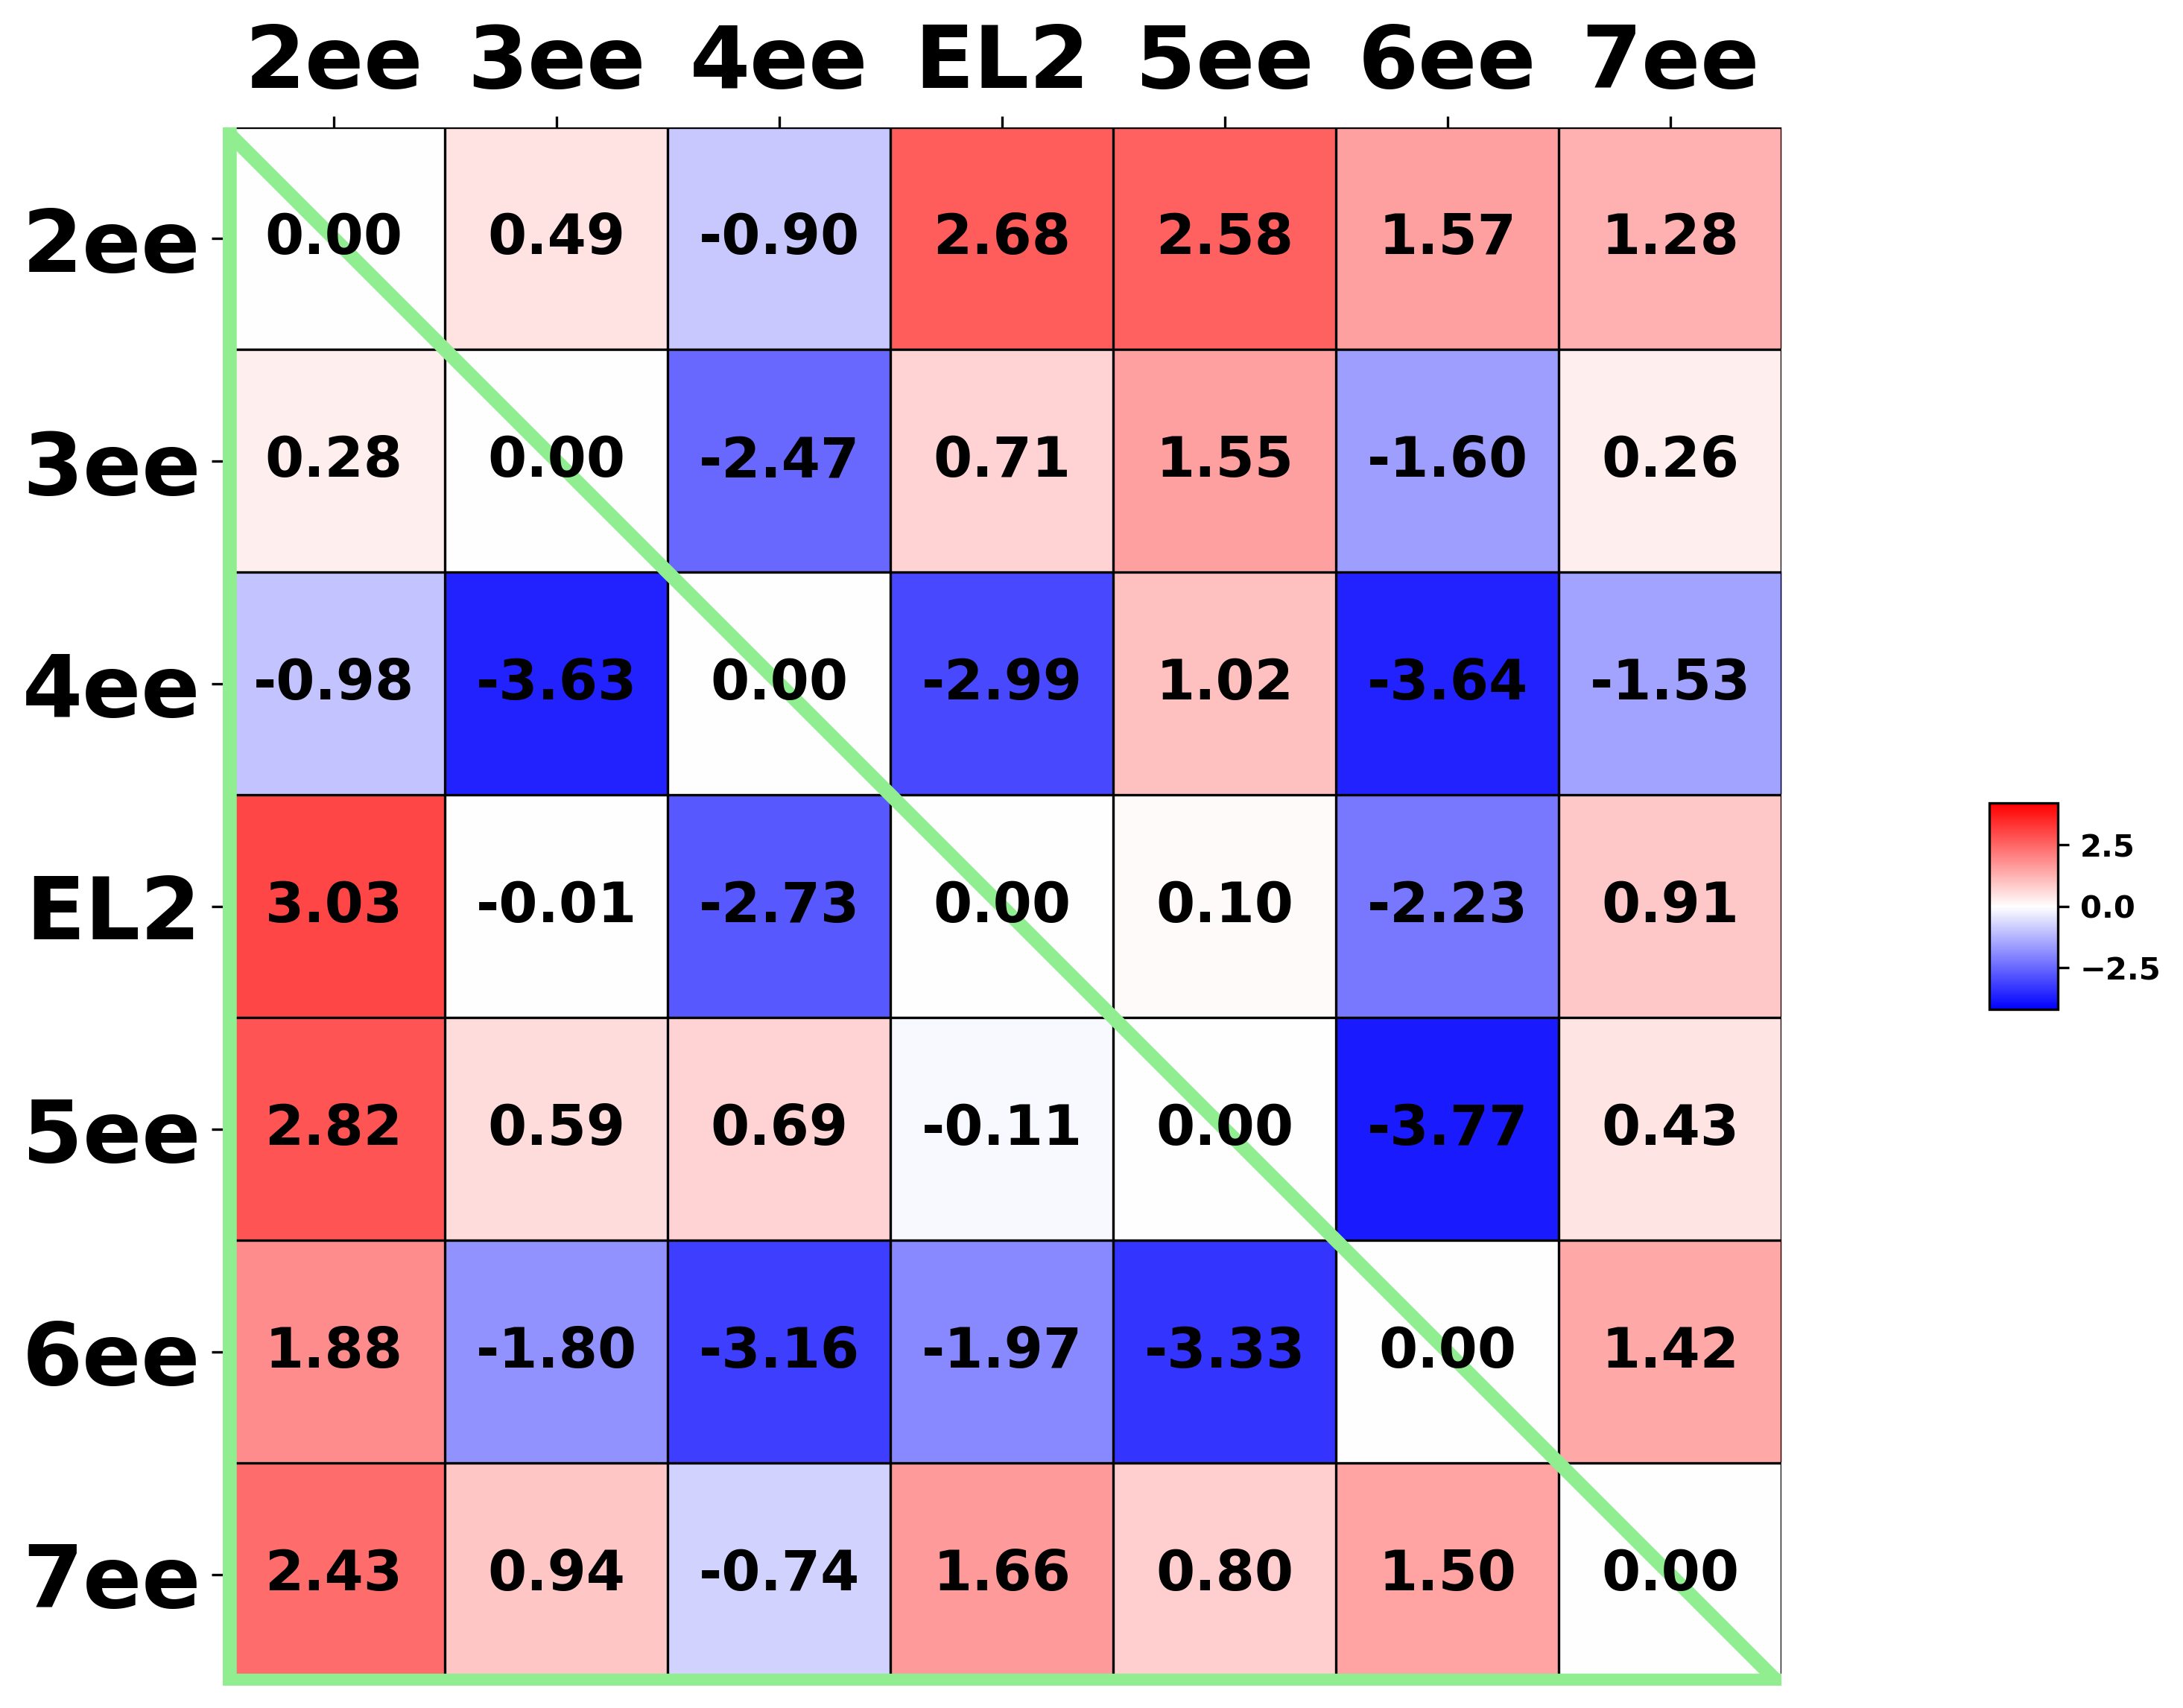 2ee 3ee 4ee EL2 5ee 6ee 7ee
2ee 0.00 0.49 -0.90 2.68 2.58 1.57 1.28
3ee 0.28 0.00 -2.47 0.71 1.55 -1.60 0.26
4ee -0.98 -3.63 0.00 -2.99 1.02 -3.64 -1.53
EL2 3.03 -0.01 -2.73 0.00 0.10 -2.23 0.91
5ee 2.82 0.59 0.69 -0.11 0.00 -3.77 0.43
6ee 1.88 -1.80 -3.16 -1.97 -3.33 0.00 1.42
7ee 2.43 0.94 -0.74 1.66 0.80 1.50 0.00
2.5
0.0
−2.5